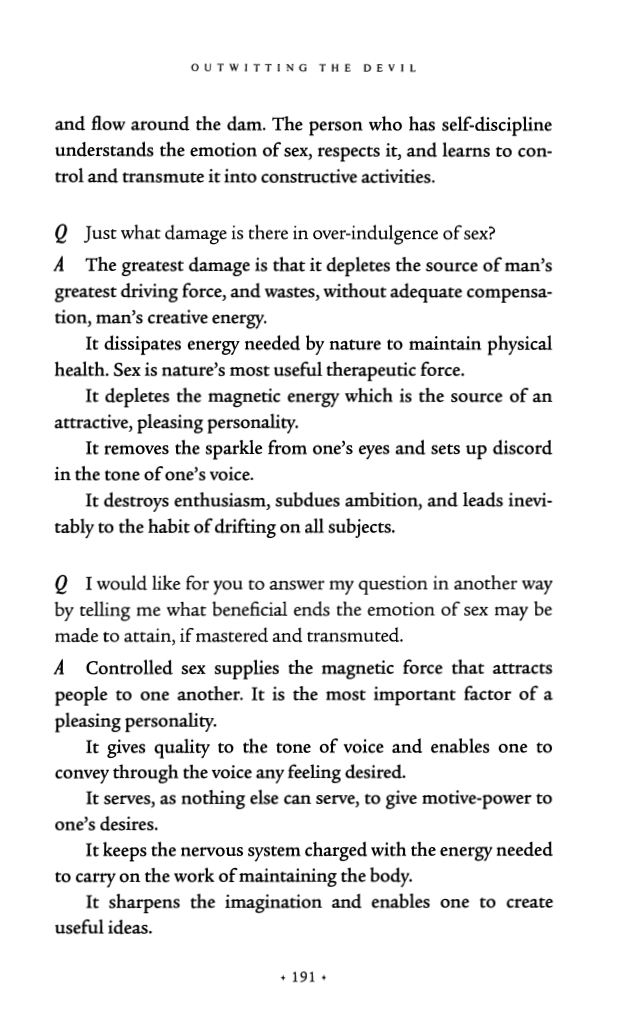 OUTWITTING THE DEVIL
and flow around the dam. The person who has self-discipline
understands the emotion of sex, respects it, and learns to con-
trol and transmute it into constructive activities.
Q Just what damage is there in over-indulgence of sex?
A The greatest damage is that it depletes the source of man's
greatest driving force, and wastes, without adequate compensa-
tion, man's creative energy.
It dissipates energy needed by nature to maintain physical
health. Sex is nature's most useful therapeutic force.
It depletes the magnetic energy which is the source of an
attractive, pleasing personality.
It removes the sparkle from one's eyes and sets up discord
in the tone of one's voice.
It destroys enthusiasm, subdues ambition, and leads inevi-
tably to the habit of drifting on all subjects.
Q I would like for you to answer my question in another way
by telling me what beneficial ends the emotion of sex may be
made to attain, if mastered and transmuted.
A Controlled sex supplies the magnetic force that attracts
people to one another. It is the most important factor of a
pleasing personality.
It gives quality to the tone of voice and enables one to
convey through the voice any feeling desired.
It serves, as nothing else can serve, to give motive-power to
one's desires.
It keeps the nervous system charged with the energy needed
to carry on the work of maintaining the body.
It sharpens the imagination and enables one to create
useful ideas.
• 191 •